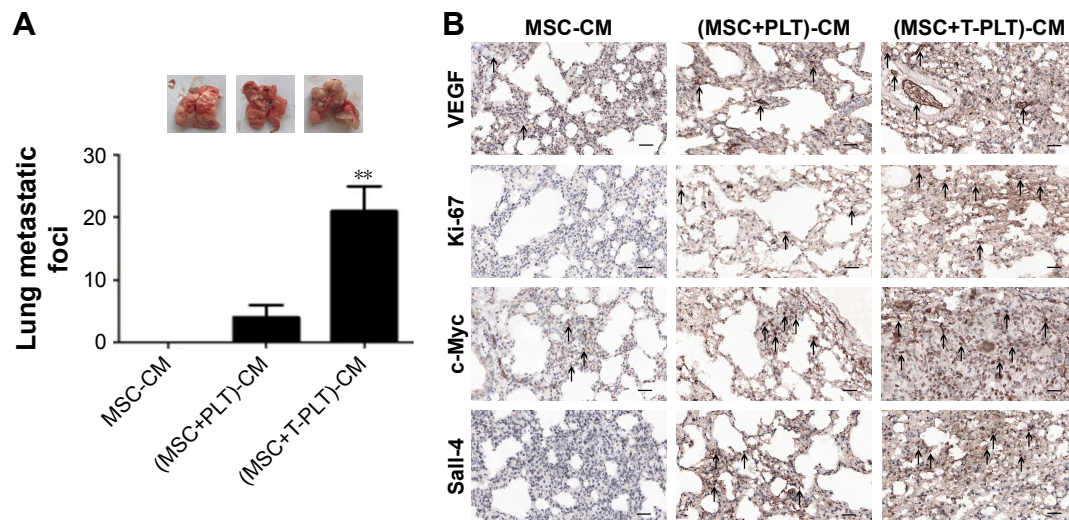 A
Lung metastatic
foci
30
20
10
0
**
MSC-CM
(MSC+PLT)-CM
(MSC+T-PLT)-CM
B
MSC-CM
(MSC+PLT)-CM
(MSC+T-PLT)-CM
VEGF
Ki-67
c-Myc
Sall-4